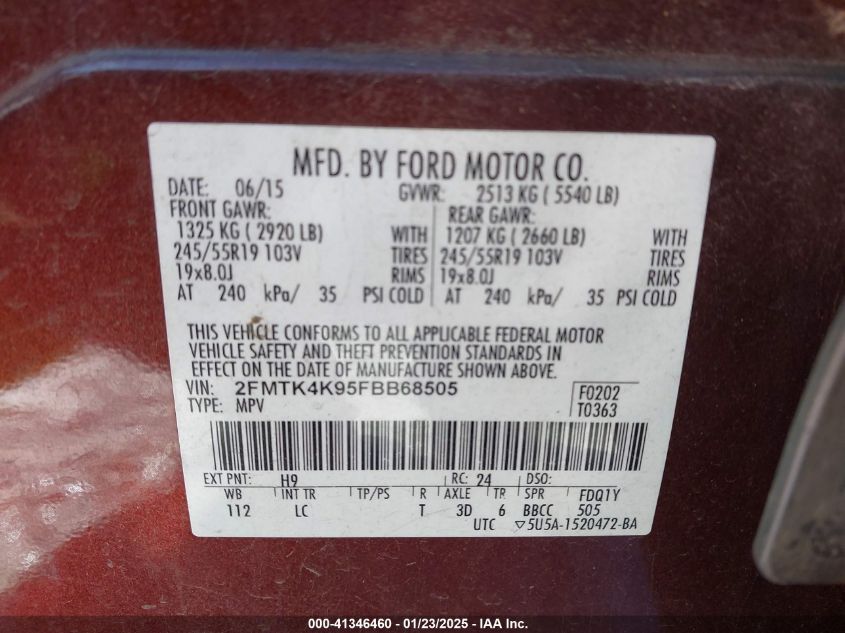 MFD. BY FORD MOTOR CO.
DATE: 06/15 GVWR: 2513 KG ( 5540 LB)
FRONT GAWR: REAR GAWR:
1325 KG ( 2920 LB) WITH 1207 KG ( 2660 LB) WITH
245/55R19 103V TIRES 245/55R19 103V TIRES
19x8.0J RIMS 19x8.0J RIMS
AT 240 kPa/ 35 PSI COLD AT 240 kPa/ 35 PSI COLD
THIS VEHICLE CONFORMS TO ALL APPLICABLE FEDERAL MOTOR
VEHICLE SAFETY AND THEFT PREVENTION STANDARDS IN
EFFECT ON THE DATE OF MANUFACTURE SHOWN ABOVE.
VIN: 2FMTK4K95FBB68505 F0202
TYPE: MPV T0363
EXT PNT: H9 RC: 24 DSO:
WB INT TR TP/PS R AXLE TR SPR FDQ1Y
112 LC T 3D 6 BBCC 505
UTC ▽5U5A-1520472-BA
000-41346460 - 01/23/2025 - © IAA, Inc.